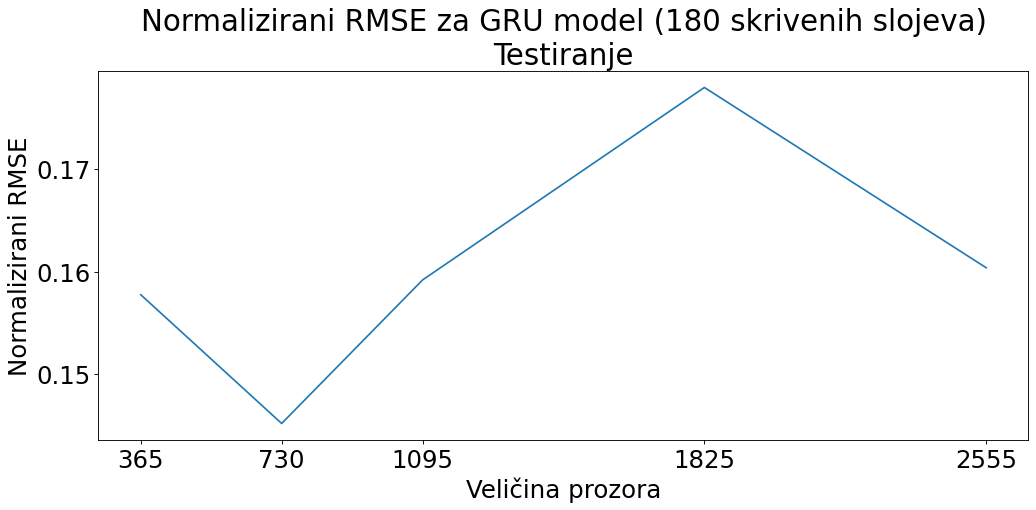 Normalizirani RMSE za GRU model (180 skrivenih slojeva)
Testiranje
Normalizirani RMSE
0.17
0.16
0.15
365 730 1095 1825 2555
Veličina prozora